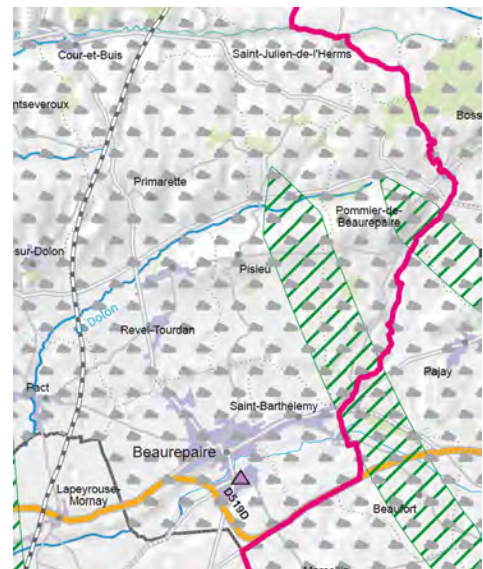 Cour-et-Buis
Saint-Julien-de-l'Herms
ntseveroux
Boss
Primarette
Pommier-de-
Beaurepaire
-sur-Dolon
Pisieu
Dolon
Revel-Tourdan
Pajay
Pact
Saint-Barthélemy
Beaurepaire
D519D
Lapeyrouse-
Mornay
Beaufort